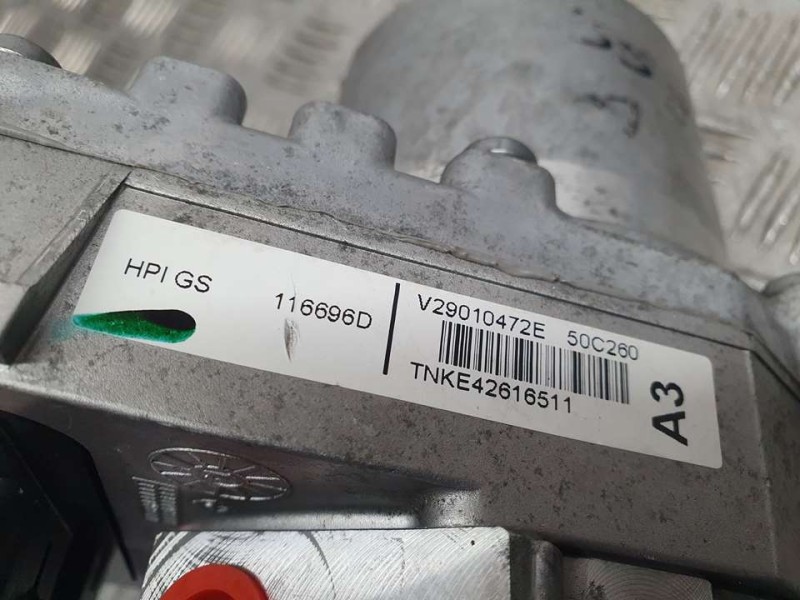 HPI GS
116696D
V29010472E 50C260
TNKE42616511
A3